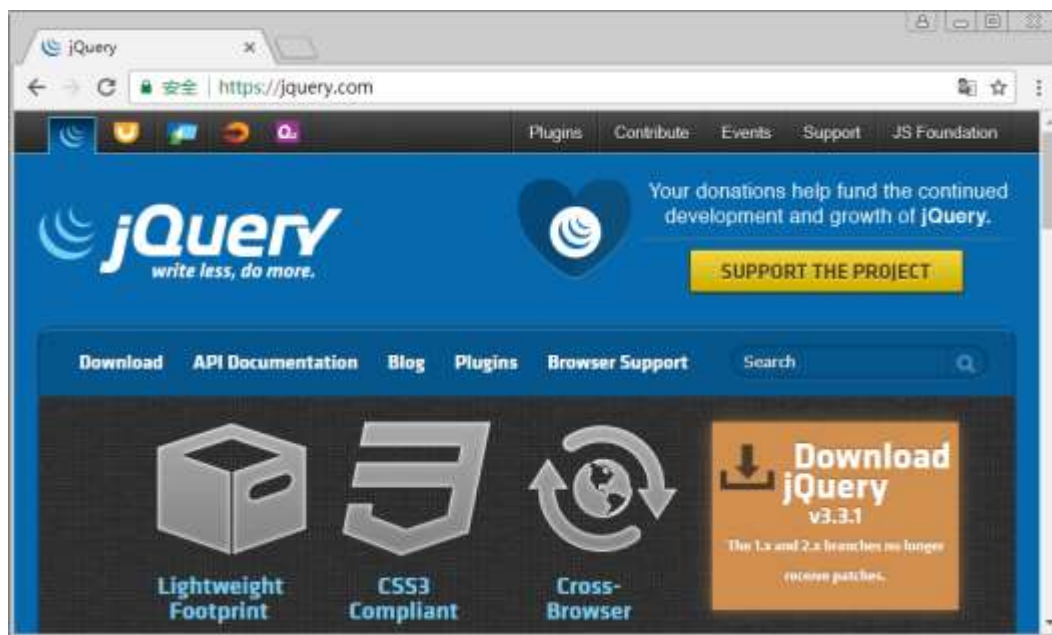 jQuery
安全 | https://jquery.com
Plugins Contribute Events Support JS Foundation
Your donations help fund the continued
development and growth of jQuery.
jQuery
write less, do more.
SUPPORT THE PROJECT
Download API Documentation Blog Plugins Browser Support Search
Download
jQuery
v3.3.1
The 1.x and 2.x branches no longer
receive patches.
Lightweight
Footprint
CSS3
Compliant
Cross-
Browser